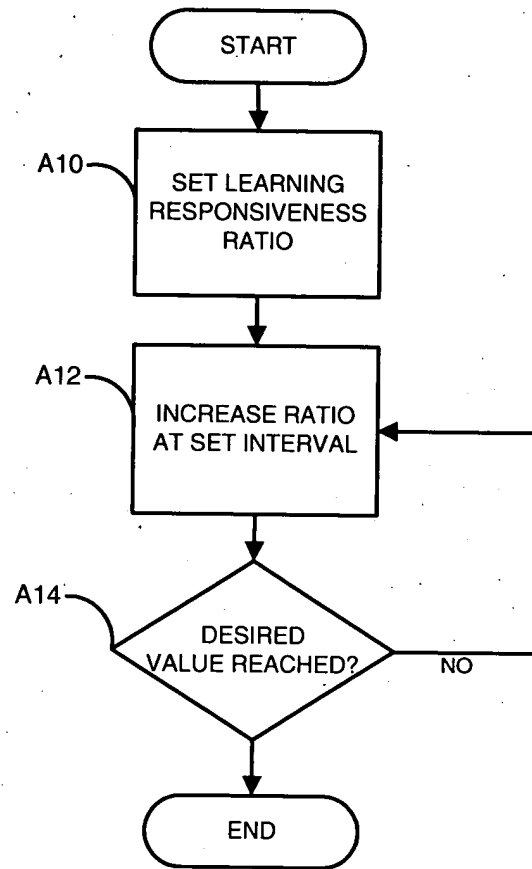 START
A10
SET LEARNING
RESPONSIVENESS
RATIO
A12
INCREASE RATIO
AT SET INTERVAL
A14
DESIRED
VALUE REACHED?
NO
END